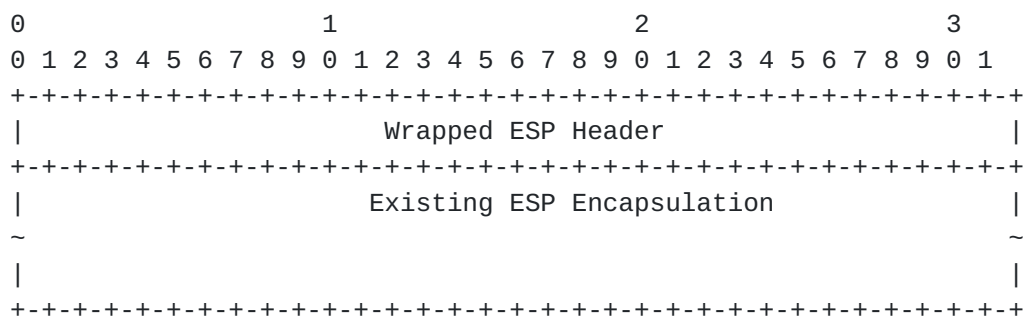 0                   1                   2                   3
0 1 2 3 4 5 6 7 8 9 0 1 2 3 4 5 6 7 8 9 0 1 2 3 4 5 6 7 8 9 0 1
+-+-+-+-+-+-+-+-+-+-+-+-+-+-+-+-+-+-+-+-+-+-+-+-+-+-+-+-+-+-+-+-+
|                       Wrapped ESP Header                      |
+-+-+-+-+-+-+-+-+-+-+-+-+-+-+-+-+-+-+-+-+-+-+-+-+-+-+-+-+-+-+-+-+
|                      Existing ESP Encapsulation               |
~                                                               ~
|                                                               |
+-+-+-+-+-+-+-+-+-+-+-+-+-+-+-+-+-+-+-+-+-+-+-+-+-+-+-+-+-+-+-+-+